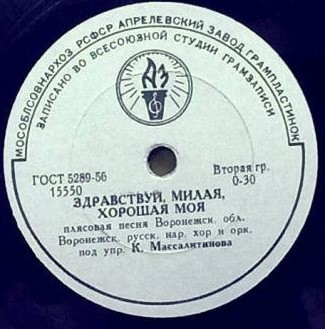 МОСОБЛСОВНАРХОЗ РСФСР АПРЕЛЕВСКИЙ ЗАВОД ГРАМПЛАСТИНОК
ЗАПИСАНО ВО ВСЕСОЮЗНОЙ СТУДИИ ГРАМЗАПИСИ
АЗ
ГОСТ 5289-56
15550
Вторая гр.
0-30
ЗДРАВСТВУЙ, МИЛАЯ,
ХОРОШАЯ МОЯ
плясовая песня Воронежск. обл.
Воронежск. русск. нар. хор и орк.
под упр. К. Массалитинова